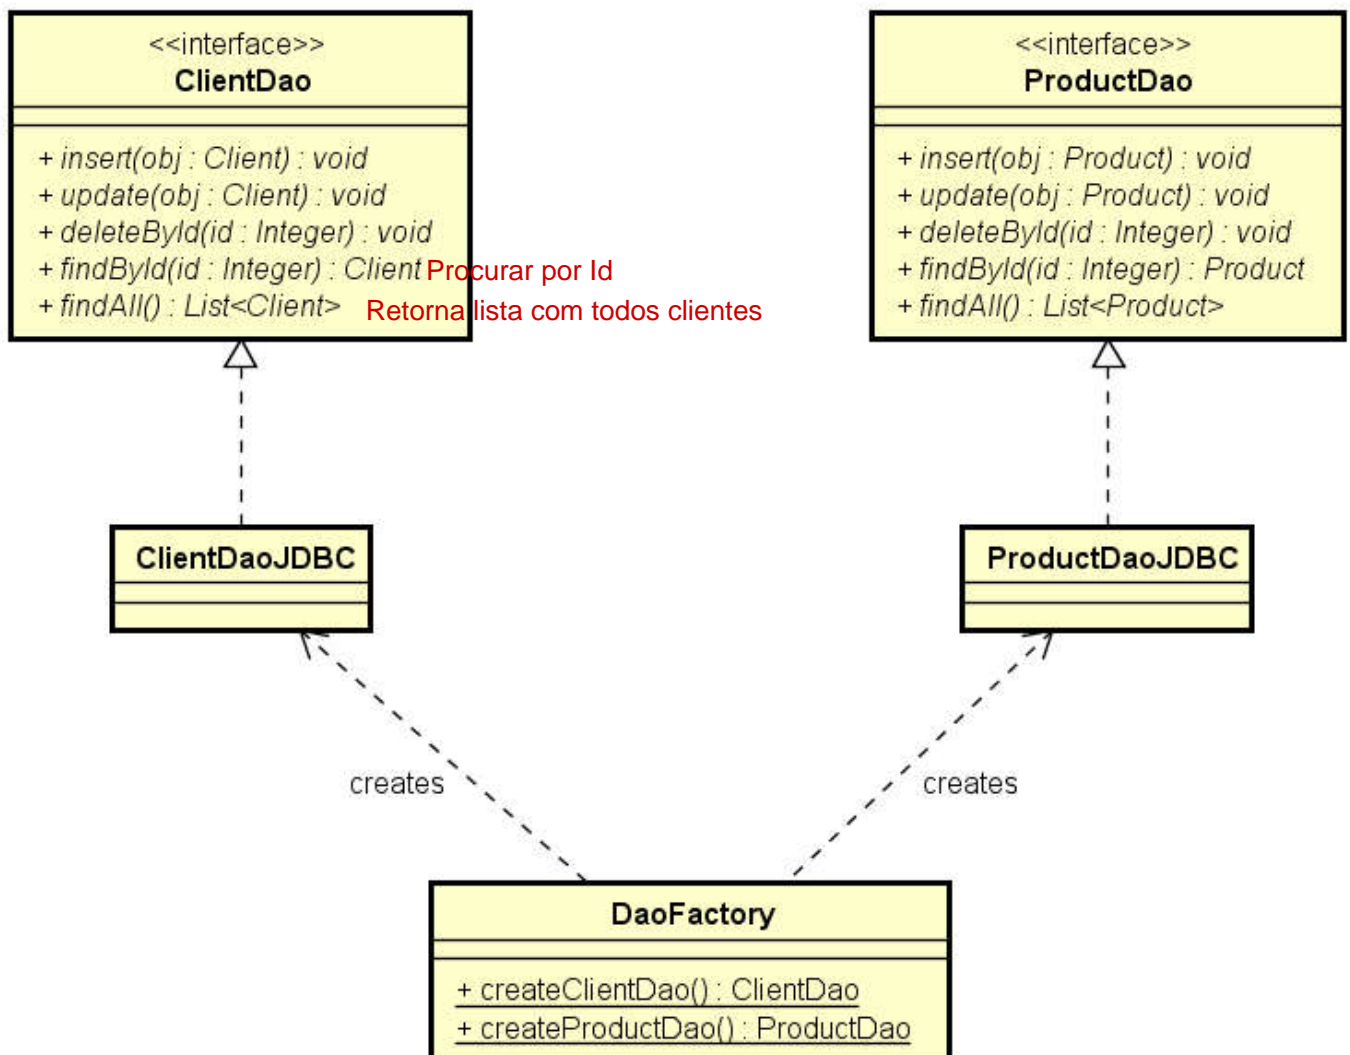 <<interface>>
ClientDao
+ insert(obj : Client) : void
+ update(obj : Client) : void
+ deleteById(id : Integer) : void
+ findById(id : Integer) : Client Procurar por Id
+ findAll() : List<Client> Retorna lista com todos clientes
<<interface>>
ProductDao
+ insert(obj : Product) : void
+ update(obj : Product) : void
+ deleteById(id : Integer) : void
+ findById(id : Integer) : Product
+ findAll() : List<Product>
ClientDaoJDBC
ProductDaoJDBC
creates
creates
DaoFactory
+ createClientDao() : ClientDao
+ createProductDao() : ProductDao